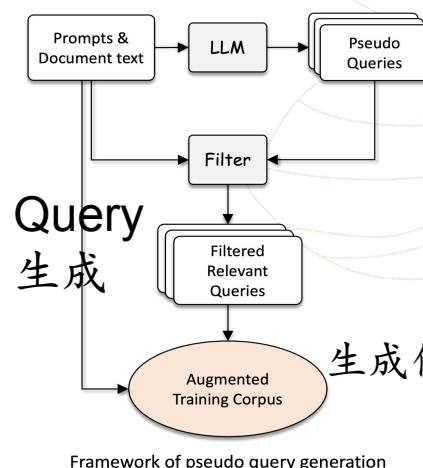 Prompts &
Document text
LLM
Pseudo
Queries
Filter
Query
生成
Filtered
Relevant
Queries
生成
Augmented
Training Corpus
Framework of pseudo query generation